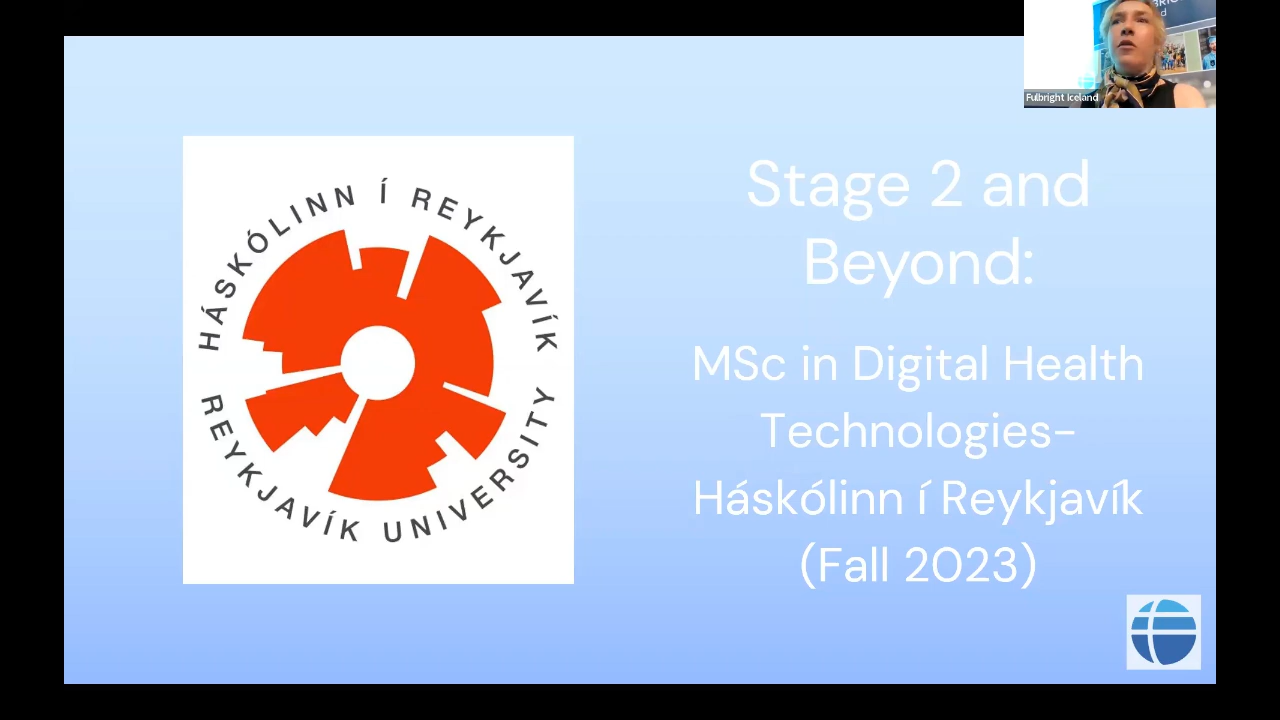 Fulbright Iceland
HÁSKÓLINN Í REYKJAVÍK
REYKJAVÍK UNIVERSITY
Stage 2 and
Beyond:
MSc in Digital Health
Technologies-
Háskólinn í Reykjavík
(Fall 2023)